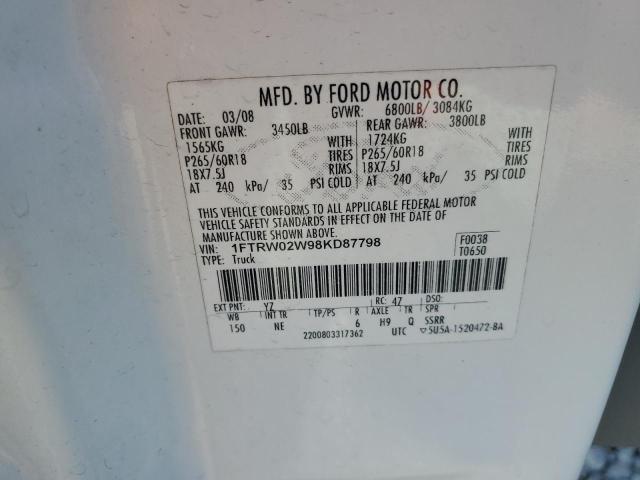 MFD. BY FORD MOTOR CO.
DATE: 03/08 GVWR: 6800LB/ 3084KG
FRONT GAWR: 3450LB REAR GAWR: 3800LB
1565KG WITH 1724KG WITH
P265/60R18 TIRES P265/60R18 TIRES
18X7.5J RIMS 18X7.5J RIMS
AT 240 kPa/ 35 PSI COLD AT 240 kPa/ 35 PSI COLD
THIS VEHICLE CONFORMS TO ALL APPLICABLE FEDERAL MOTOR
VEHICLE SAFETY STANDARDS IN EFFECT ON THE DATE OF
MANUFACTURE SHOWN ABOVE.
VIN: 1FTRW02W98KD87798 F0038
TYPE: Truck T0650
EXT PNT: YZ RC: 47 DSO:
WB INT TR TP/PS R AXLE TR SPR
150 NE 6 H9 Q SSRR
2200803317362 UTC ▽5U5A-1520472-BA